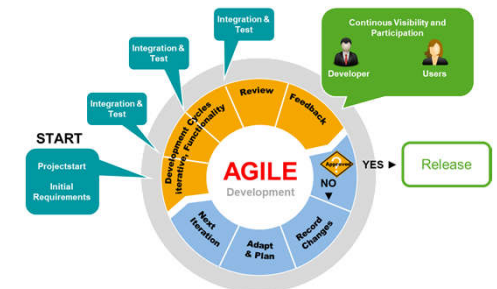 Continous Visibility and
Participation
Developer
Users
Integration &
Test
Integration &
Test
Integration &
Test
START
Projectstart
Initial
Requirements
Development Cycles
iterative, Functionality
Review
Feedback
Approved
YES
Release
NO
Record
Changes
Adapt
& Plan
Next
Iteration
AGILE
Development